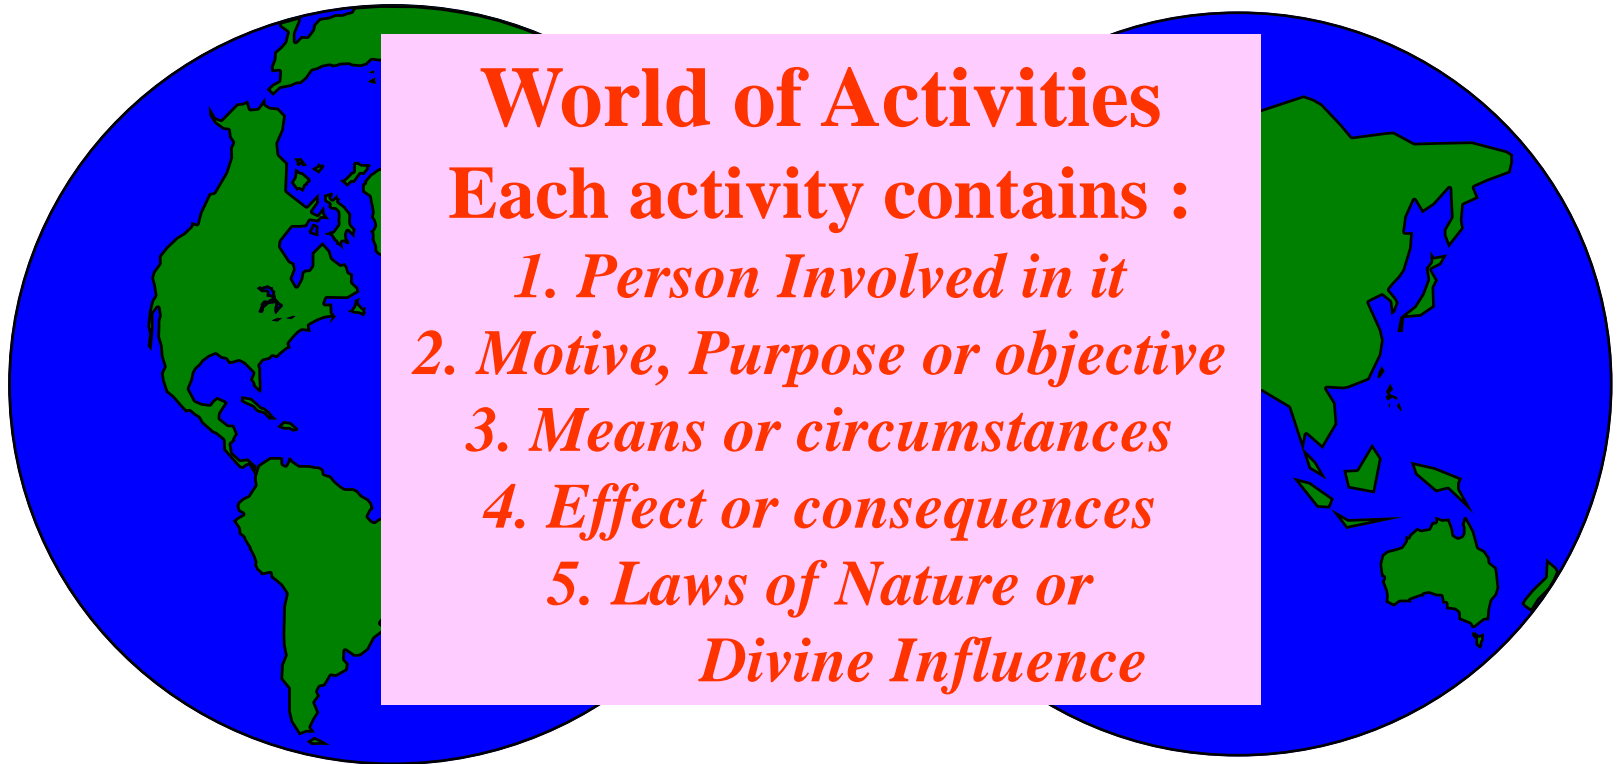 World of Activities
Each activity contains :
1. Person Involved in it
2. Motive, Purpose or objective
3. Means or circumstances
4. Effect or consequences
5. Laws of Nature or
Divine Influence